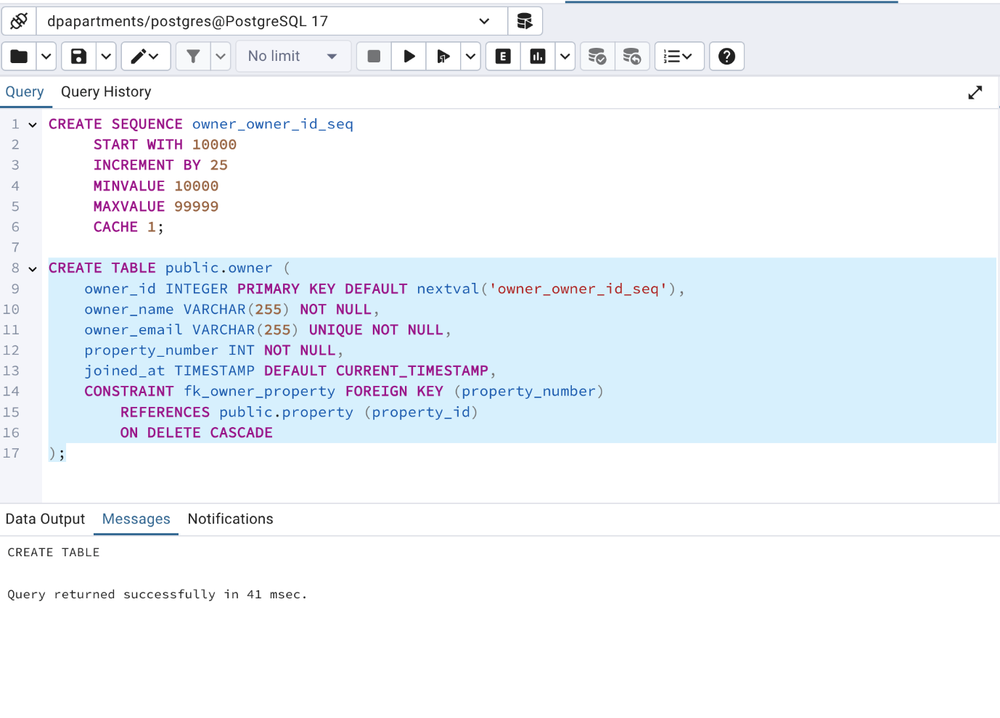 dpapartments/postgres@PostgreSQL 17
No limit
E
Query Query History
1 CREATE SEQUENCE owner_owner_id_seq
2 START WITH 10000
3 INCREMENT BY 25
4 MINVALUE 10000
5 MAXVALUE 99999
6 CACHE 1;
7
8 CREATE TABLE public.owner (
9 owner_id INTEGER PRIMARY KEY DEFAULT nextval('owner_owner_id_seq'),
10 owner_name VARCHAR(255) NOT NULL,
11 owner_email VARCHAR(255) UNIQUE NOT NULL,
12 property_number INT NOT NULL,
13 joined_at TIMESTAMP DEFAULT CURRENT_TIMESTAMP,
14 CONSTRAINT fk_owner_property FOREIGN KEY (property_number)
15 REFERENCES public.property (property_id)
16 ON DELETE CASCADE
17 );
Data Output Messages Notifications
CREATE TABLE
Query returned successfully in 41 msec.